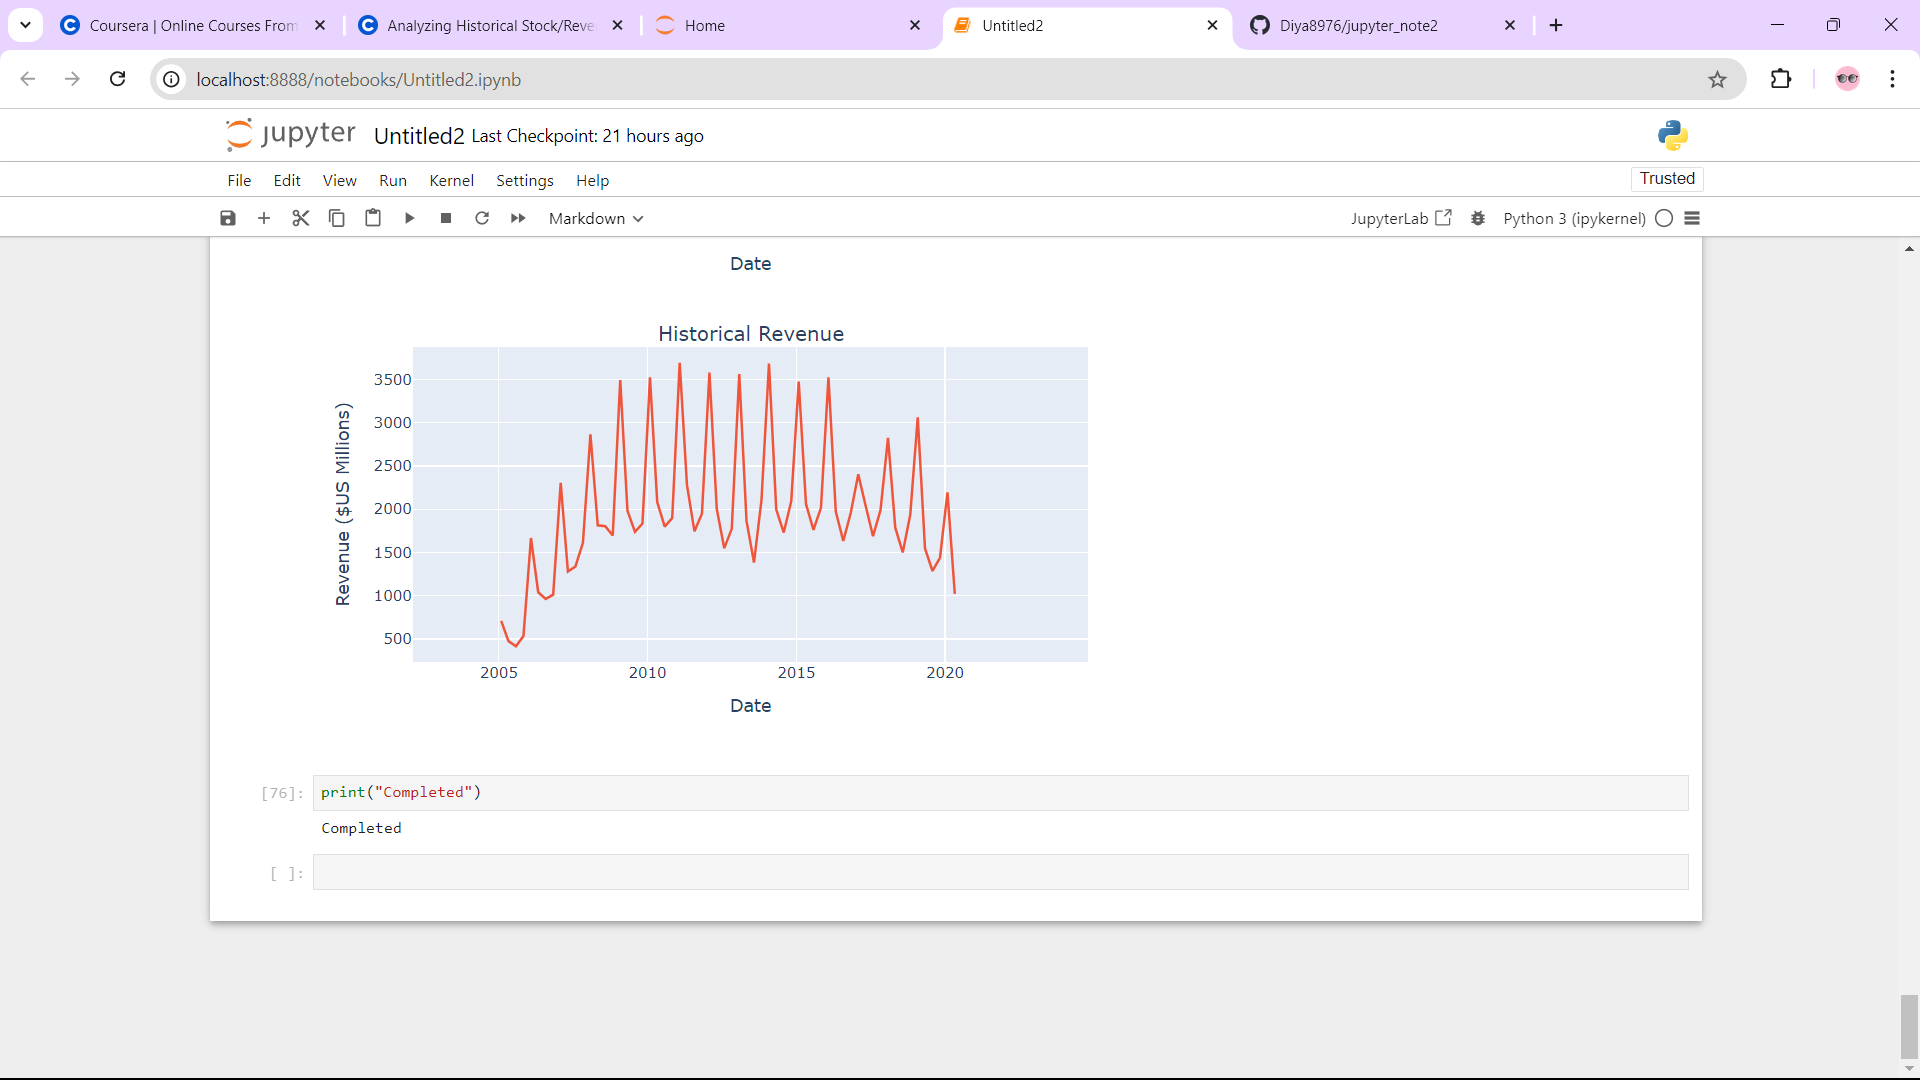 Coursera | Online Courses From
Analyzing Historical Stock/Reve
Home
Untitled2
Diya8976/jupyter_note2
localhost:8888/notebooks/Untitled2.ipynb
jupyter
Untitled2 Last Checkpoint: 21 hours ago
File Edit View Run Kernel Settings Help
Trusted
Markdown
JupyterLab
Python 3 (ipykernel)
Date
Historical Revenue
Revenue ($US Millions)
3500
3000
2500
2000
1500
1000
500
2005 2010 2015 2020
Date
[76]: print("Completed")
Completed
[ ]: